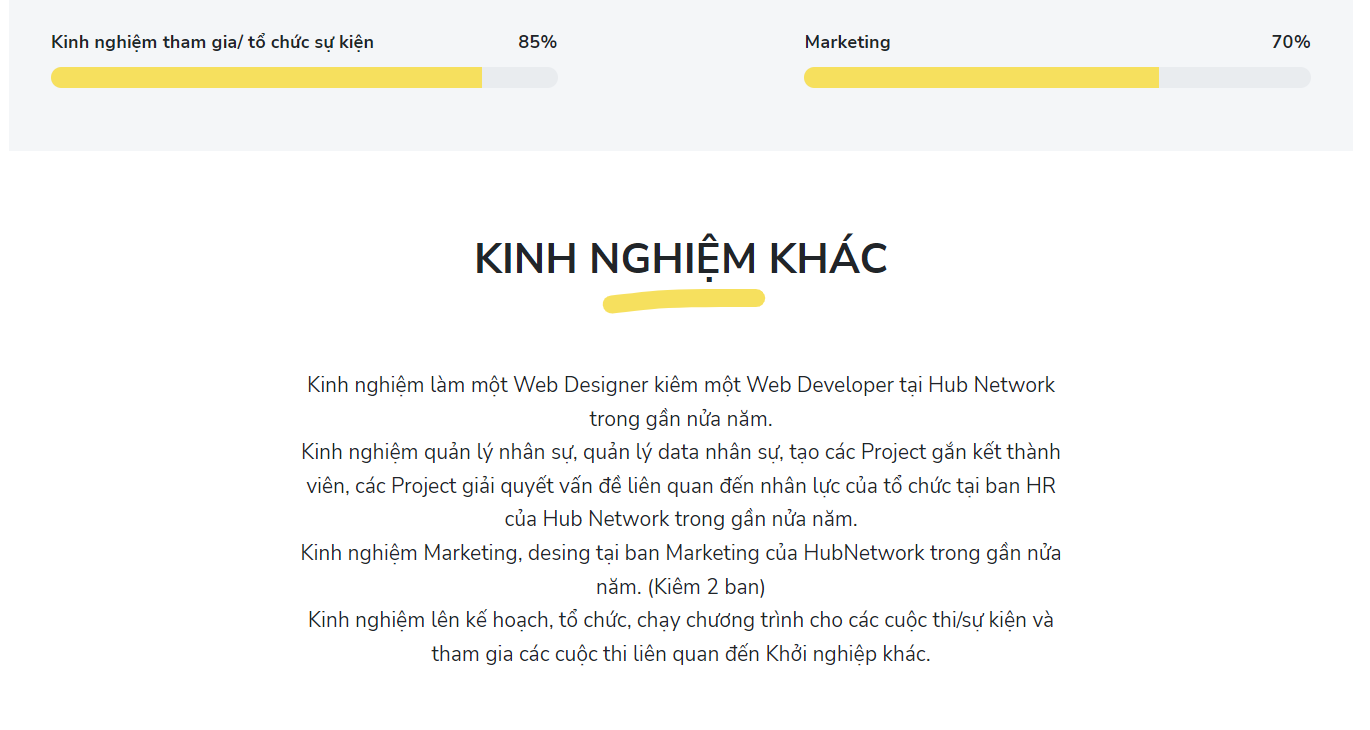 Kinh nghiệm tham gia/ tổ chức sự kiện 85%
Marketing 70%
KINH NGHIỆM KHÁC
Kinh nghiệm làm một Web Designer kiêm một Web Developer tại Hub Network
trong gần nửa năm.
Kinh nghiệm quản lý nhân sự, quản lý data nhân sự, tạo các Project gắn kết thành
viên, các Project giải quyết vấn đề liên quan đến nhân lực của tổ chức tại ban HR
của Hub Network trong gần nửa năm.
Kinh nghiệm Marketing, desing tại ban Marketing của HubNetwork trong gần nửa
năm. (Kiêm 2 ban)
Kinh nghiệm lên kế hoạch, tổ chức, chạy chương trình cho các cuộc thi/sự kiện và
tham gia các cuộc thi liên quan đến Khởi nghiệp khác.